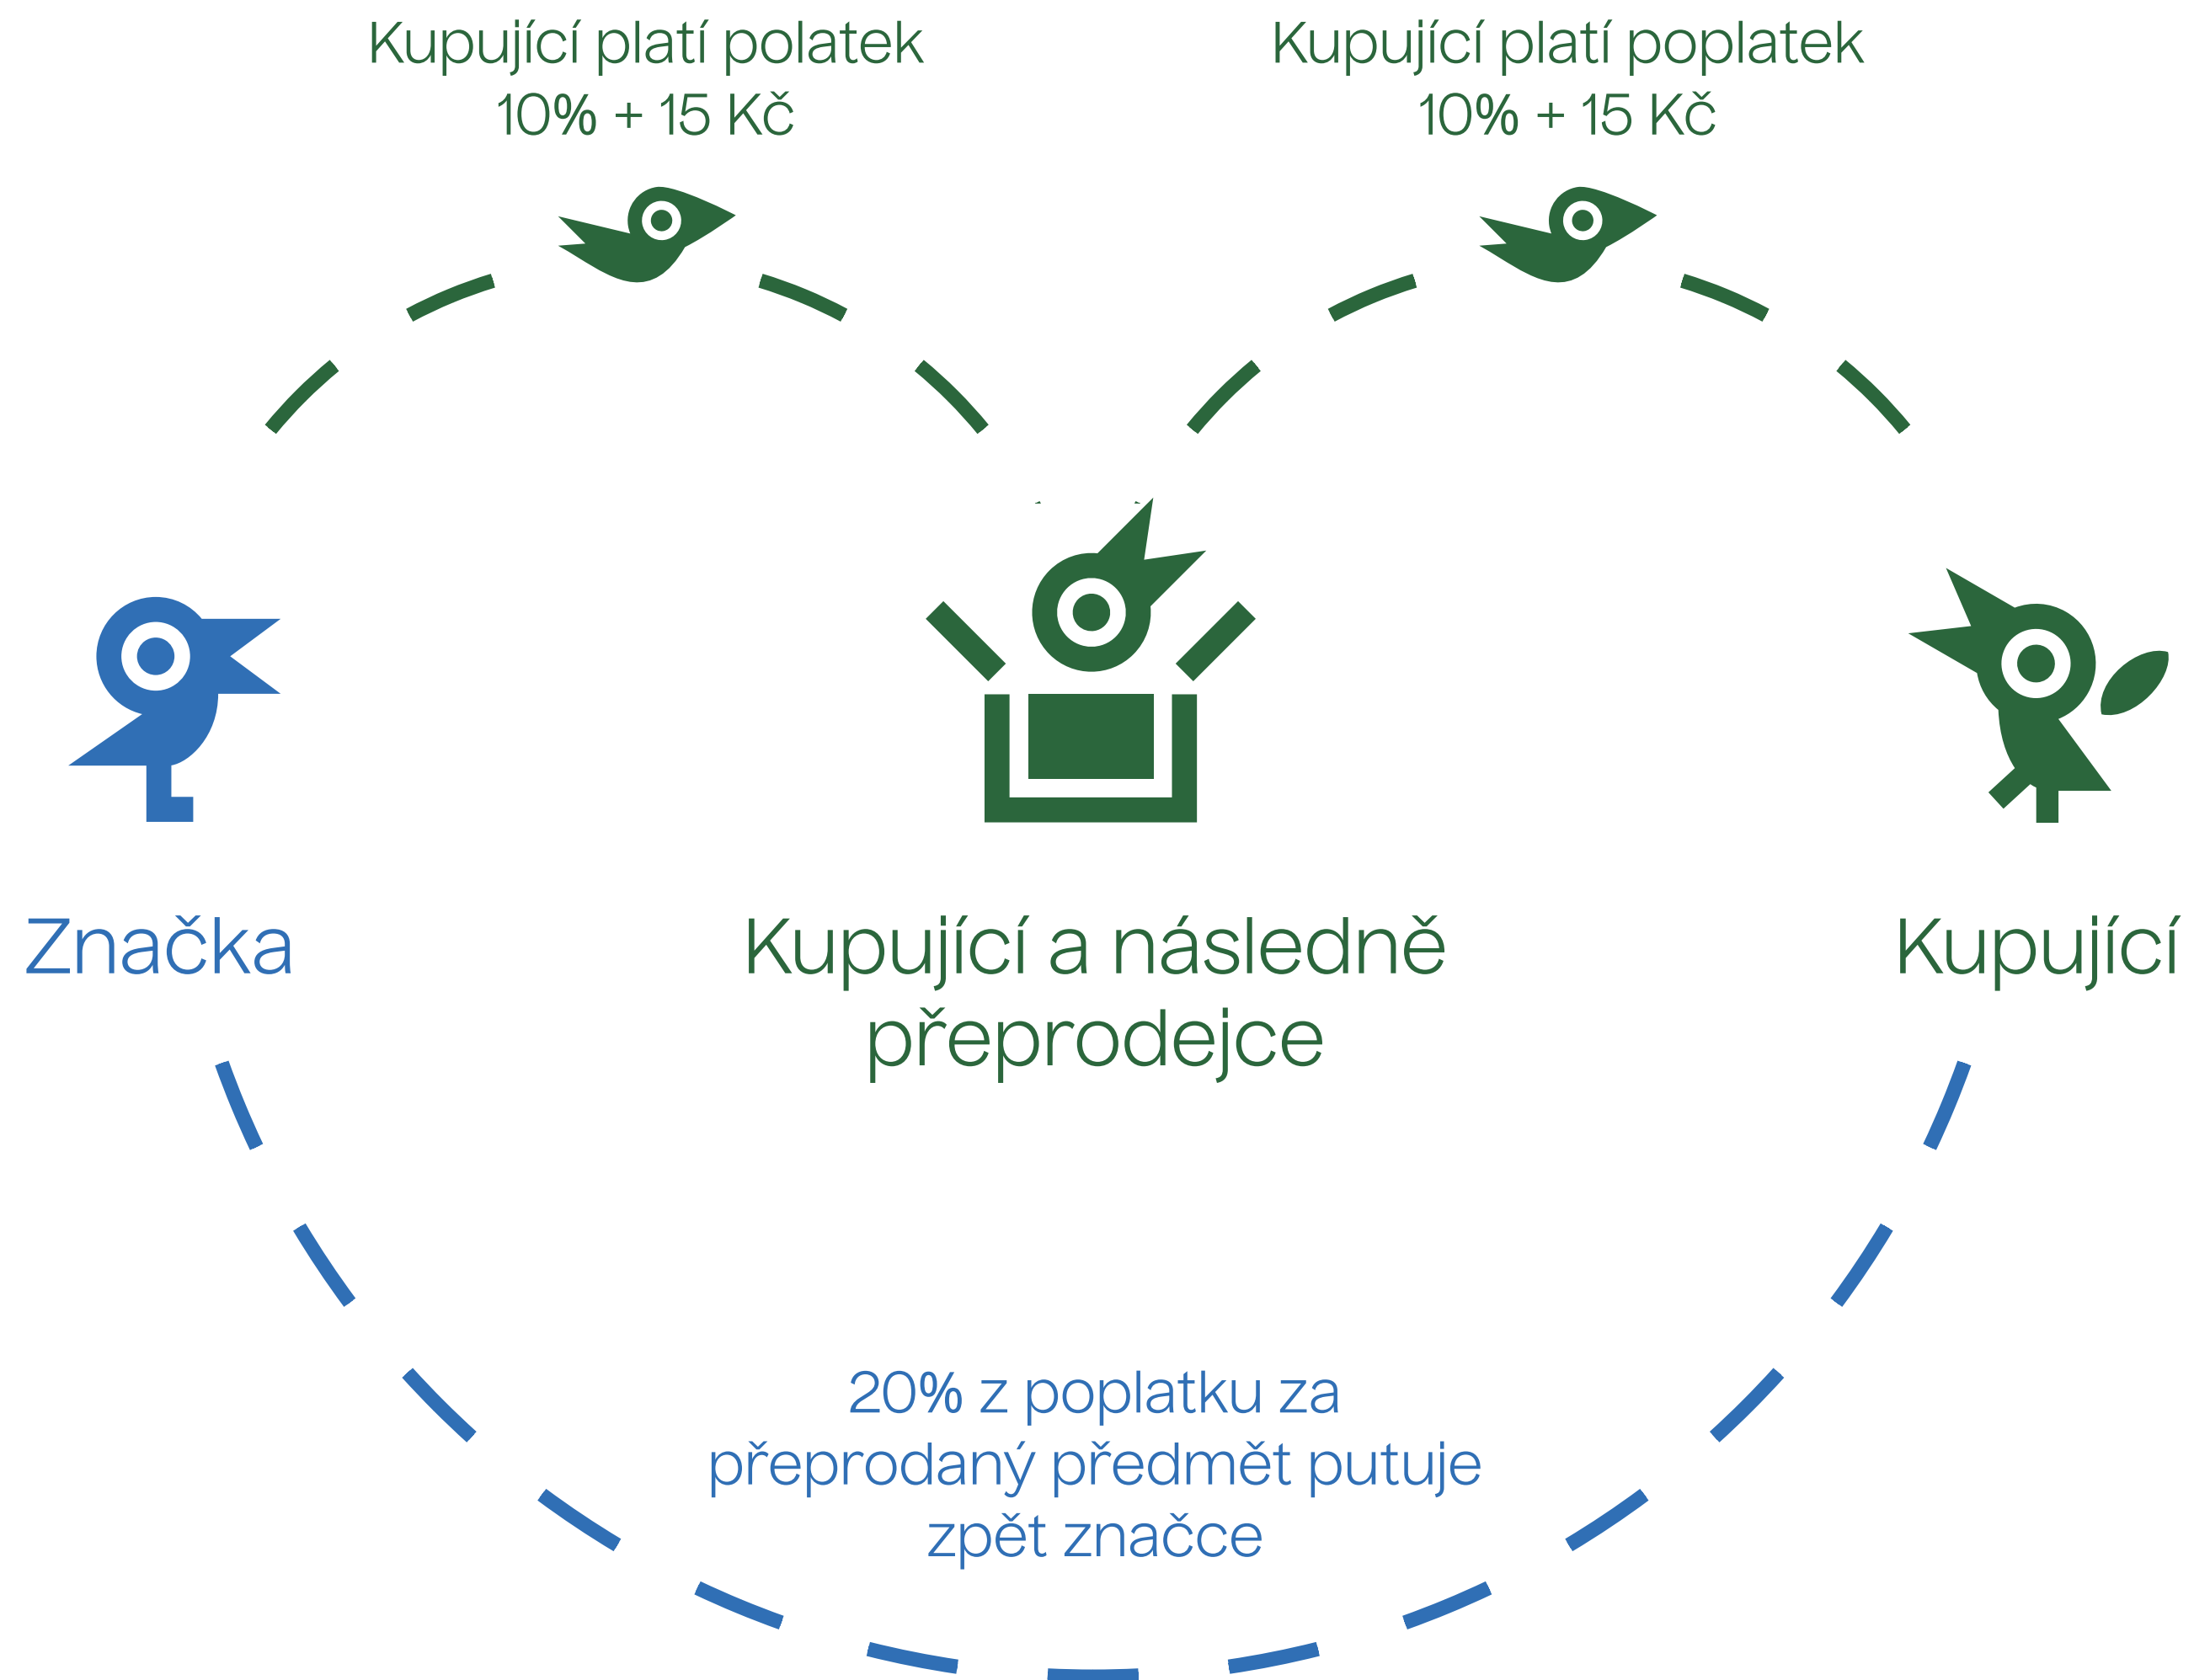 Kupující platí polatek
10% + 15 Kč
Kupující platí poplatek
10% + 15 Kč
Značka
Kupující a následně
přeprodejce
Kupující
20% z poplatku za
přeprodaný předmět putuje
zpět značce